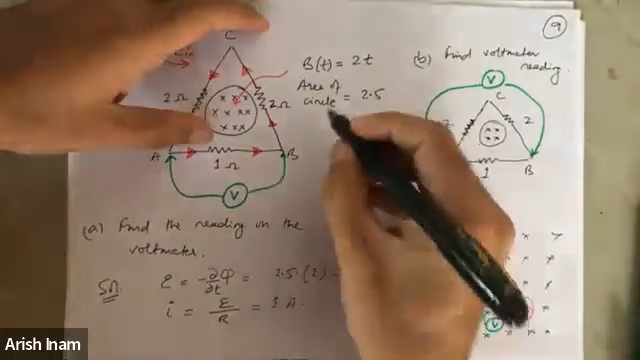 9
C
B(t) = 2t
Area of
circle = 2.5
2Ω
2Ω
A
B
1Ω
V
(a) Find the reading on the
voltmeter.
Solⁿ
ε = -∂φ/∂t = 2.5.(2) -
i = ε/R = 1 A.
(b) Find voltmeter
reading.
V
C
2
B
1
V
Arish Inam